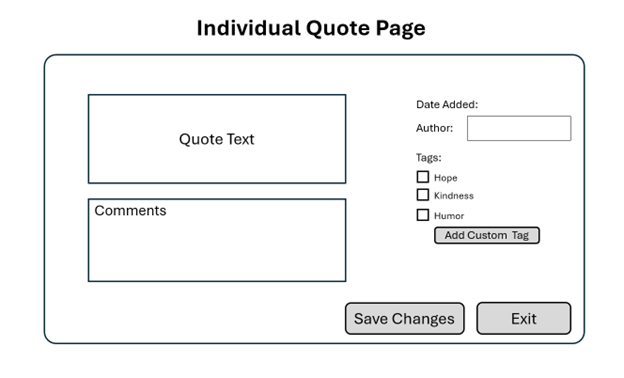 Individual Quote Page
Quote Text
Comments
Date Added:
Author:
Tags:
Hope
Kindness
Humor
Add Custom Tag
Save Changes
Exit